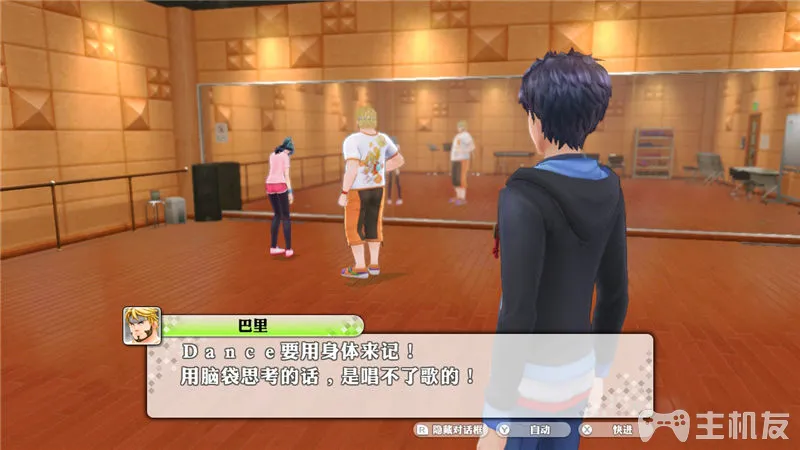 巴里
Dance要用身体来记！
用脑袋思考的话，是唱不了歌的！
R 隐藏对话框 Y 自动 X 快进
主机友